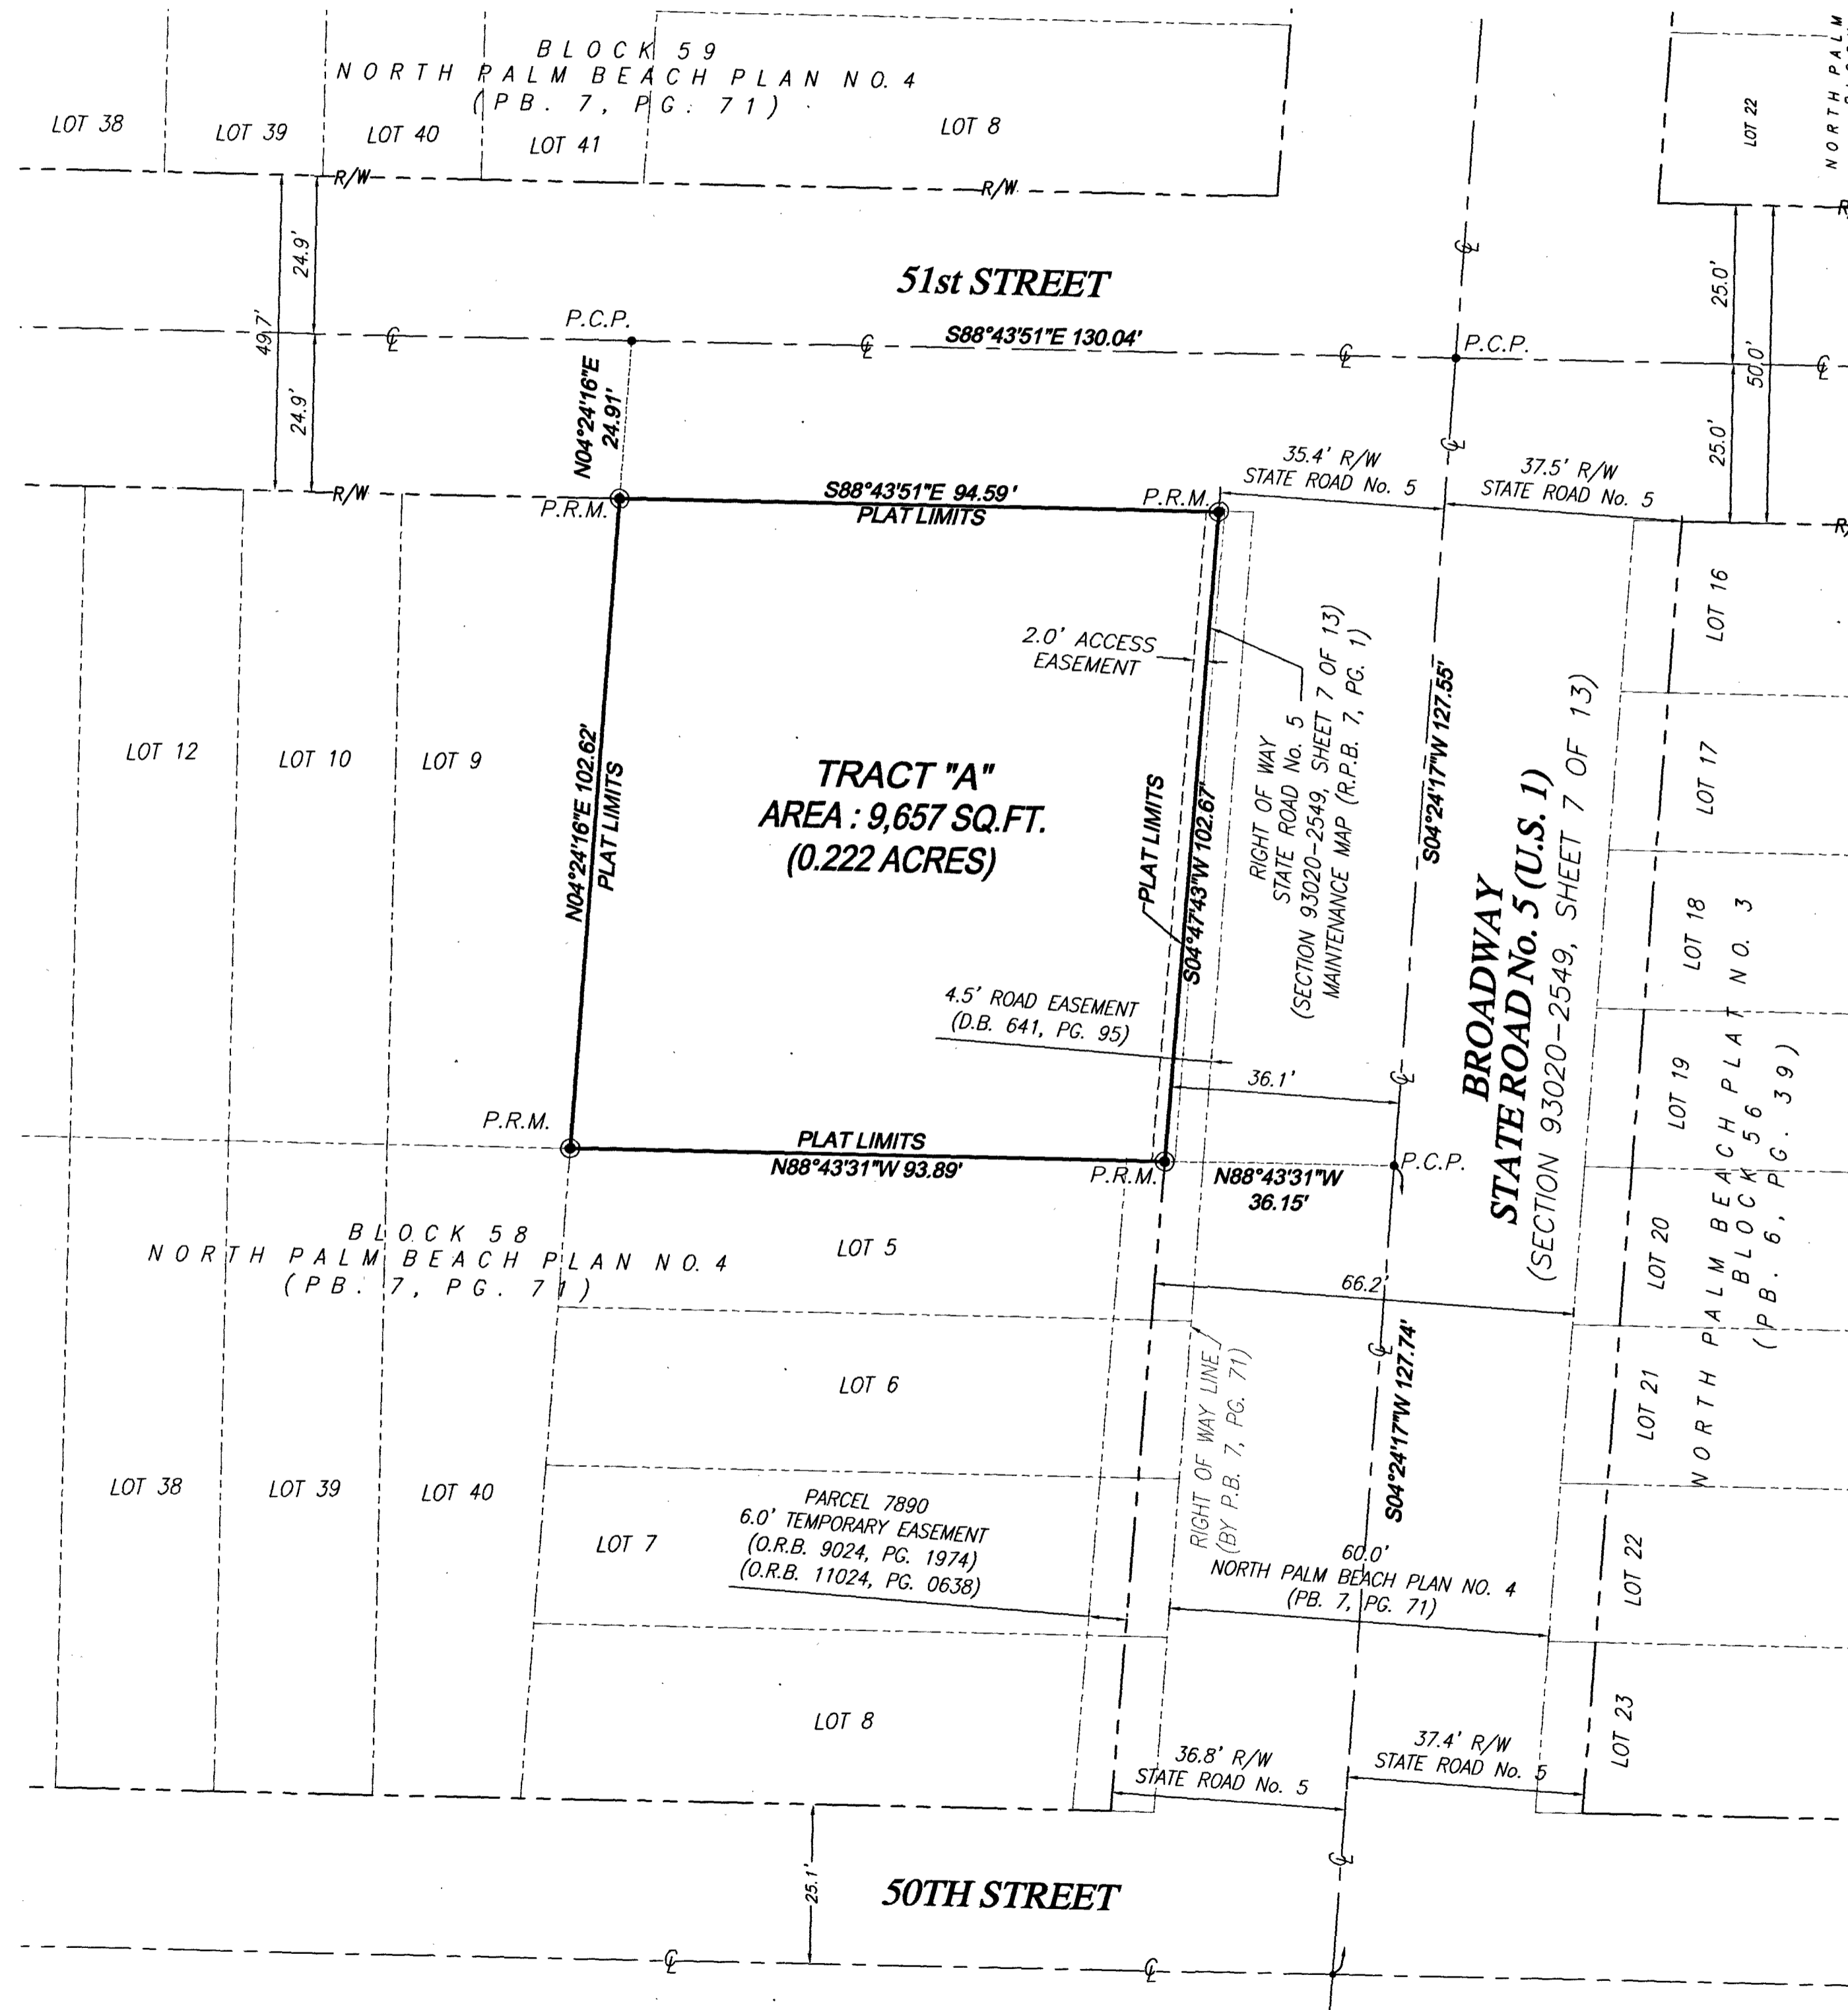 BLOCK 59
NORTH PALM BEACH PLAN NO. 4
(PB. 7, PG. 71)
LOT 38
LOT 39
LOT 40
LOT 41
LOT 8
LOT 22
NORTH PALM
R/W
R/W
24.9'
49.7'
24.9'
51st STREET
P.C.P.
S88°43'51"E 130.04'
P.C.P.
25.0'
50.0'
25.0'
N04°24'16"E
24.91'
R/W
P.R.M.
S88°43'51"E 94.59'
PLAT LIMITS
P.R.M.
35.4' R/W
STATE ROAD No. 5
37.5' R/W
STATE ROAD No. 5
2.0' ACCESS
EASEMENT
RIGHT OF WAY
STATE ROAD No. 5
(SECTION 93020-2549, SHEET 7 OF 13)
MAINTENANCE MAP (R.P.B. 7, PG. 1)
S04°24'17"W 127.55'
LOT 16
LOT 17
LOT 18
LOT 19
LOT 20
LOT 21
LOT 22
LOT 23
LOT 12
LOT 10
LOT 9
N04°24'16"E 102.62'
PLAT LIMITS
TRACT "A"
AREA : 9,657 SQ.FT.
(0.222 ACRES)
PLAT LIMITS
S04°47'43"W 102.67'
BROADWAY
STATE ROAD No. 5 (U.S. 1)
(SECTION 93020-2549, SHEET 7 OF 13)
NORTH PALM BEACH PLAT NO. 3
BLOCK 56
(PB. 6, PG. 39)
4.5' ROAD EASEMENT
(D.B. 641, PG. 95)
36.1'
P.R.M.
PLAT LIMITS
N88°43'31"W 93.89'
P.R.M.
N88°43'31"W
36.15'
P.C.P.
BLOCK 58
NORTH PALM BEACH PLAN NO. 4
(PB. 7, PG. 71)
LOT 5
66.2'
LOT 6
RIGHT OF WAY LINE
(BY P.B. 7, PG. 71)
S04°24'17"W 127.74'
LOT 38
LOT 39
LOT 40
LOT 7
PARCEL 7890
6.0' TEMPORARY EASEMENT
(O.R.B. 9024, PG. 1974)
(O.R.B. 11024, PG. 0638)
60.0'
NORTH PALM BEACH PLAN NO. 4
(PB. 7, PG. 71)
LOT 8
36.8' R/W
STATE ROAD No. 5
37.4' R/W
STATE ROAD No. 5
25.1'
50TH STREET